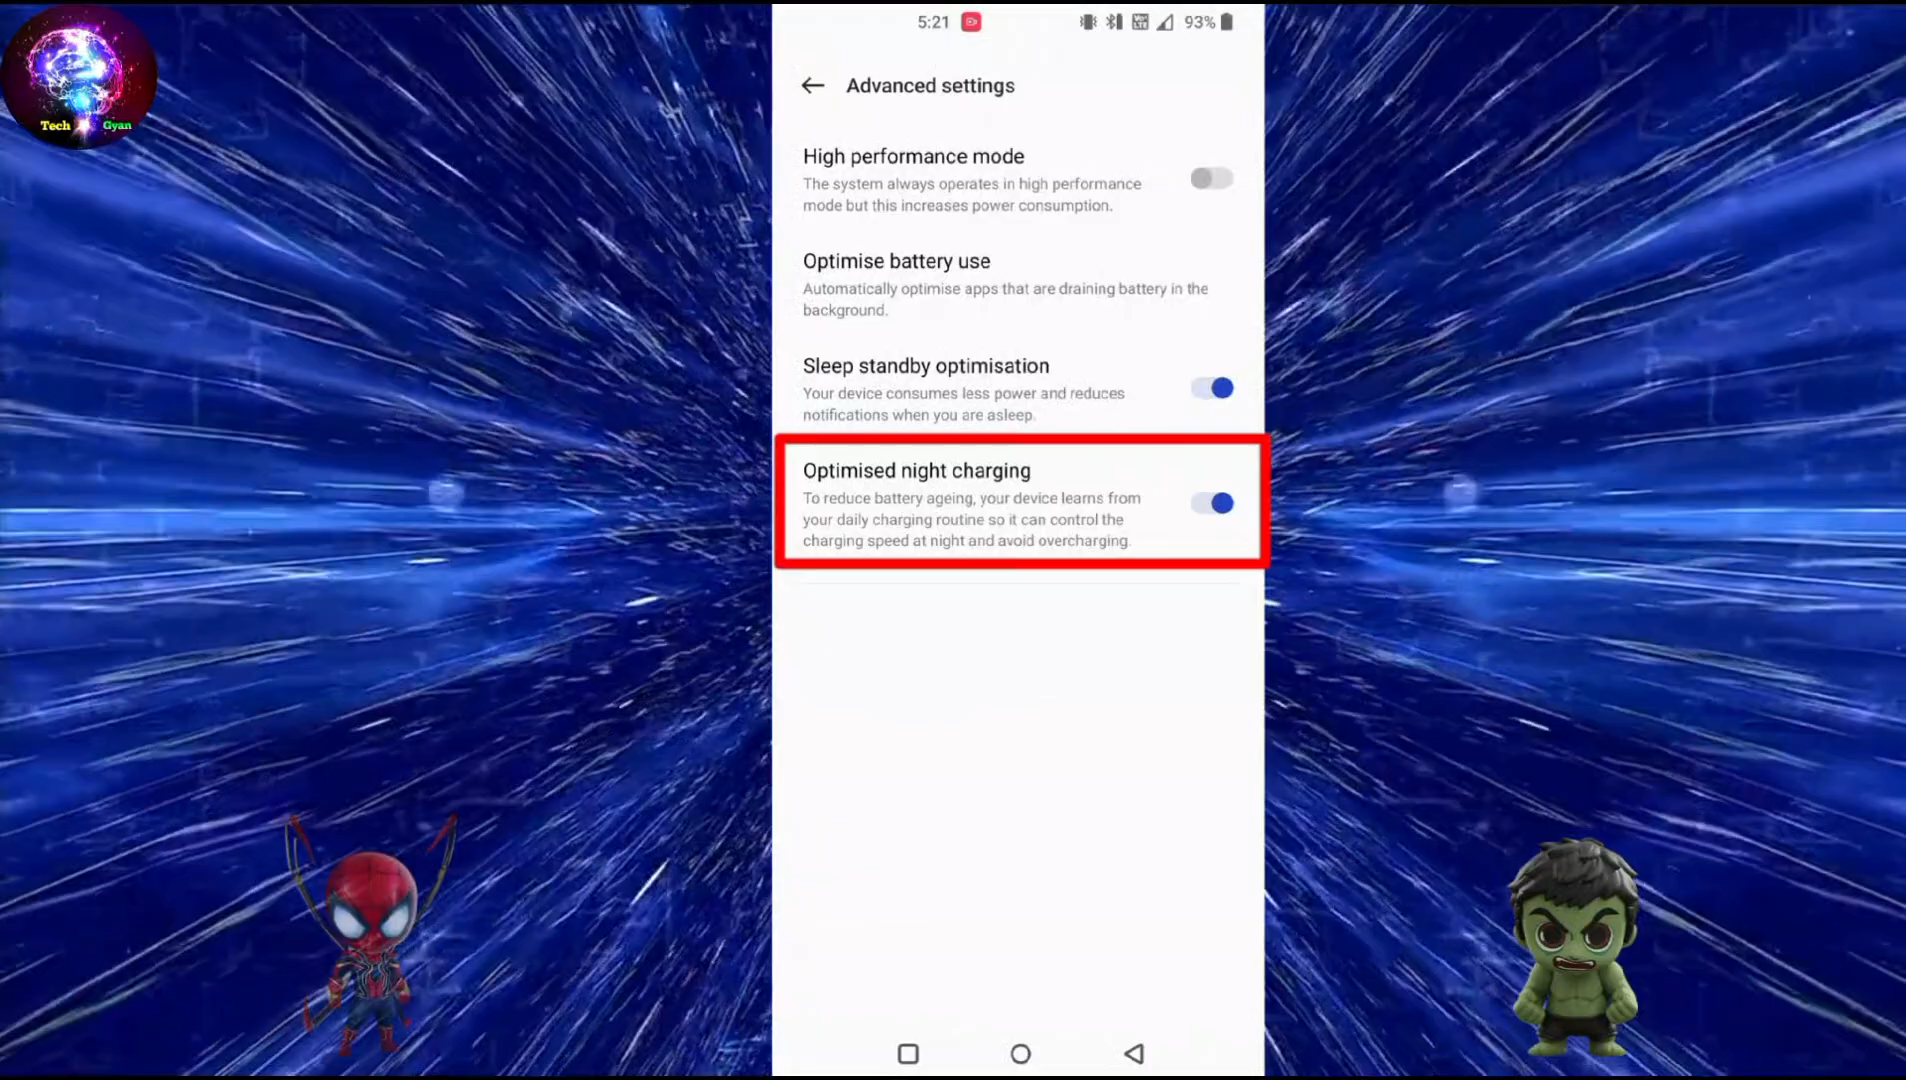 Tech Gyan
5:21
VoI LTE
93%
Advanced settings
High performance mode
The system always operates in high performance
mode but this increases power consumption.
Optimise battery use
Automatically optimise apps that are draining battery in the
background.
Sleep standby optimisation
Your device consumes less power and reduces
notifications when you are asleep.
Optimised night charging
To reduce battery ageing, your device learns from
your daily charging routine so it can control the
charging speed at night and avoid overcharging.